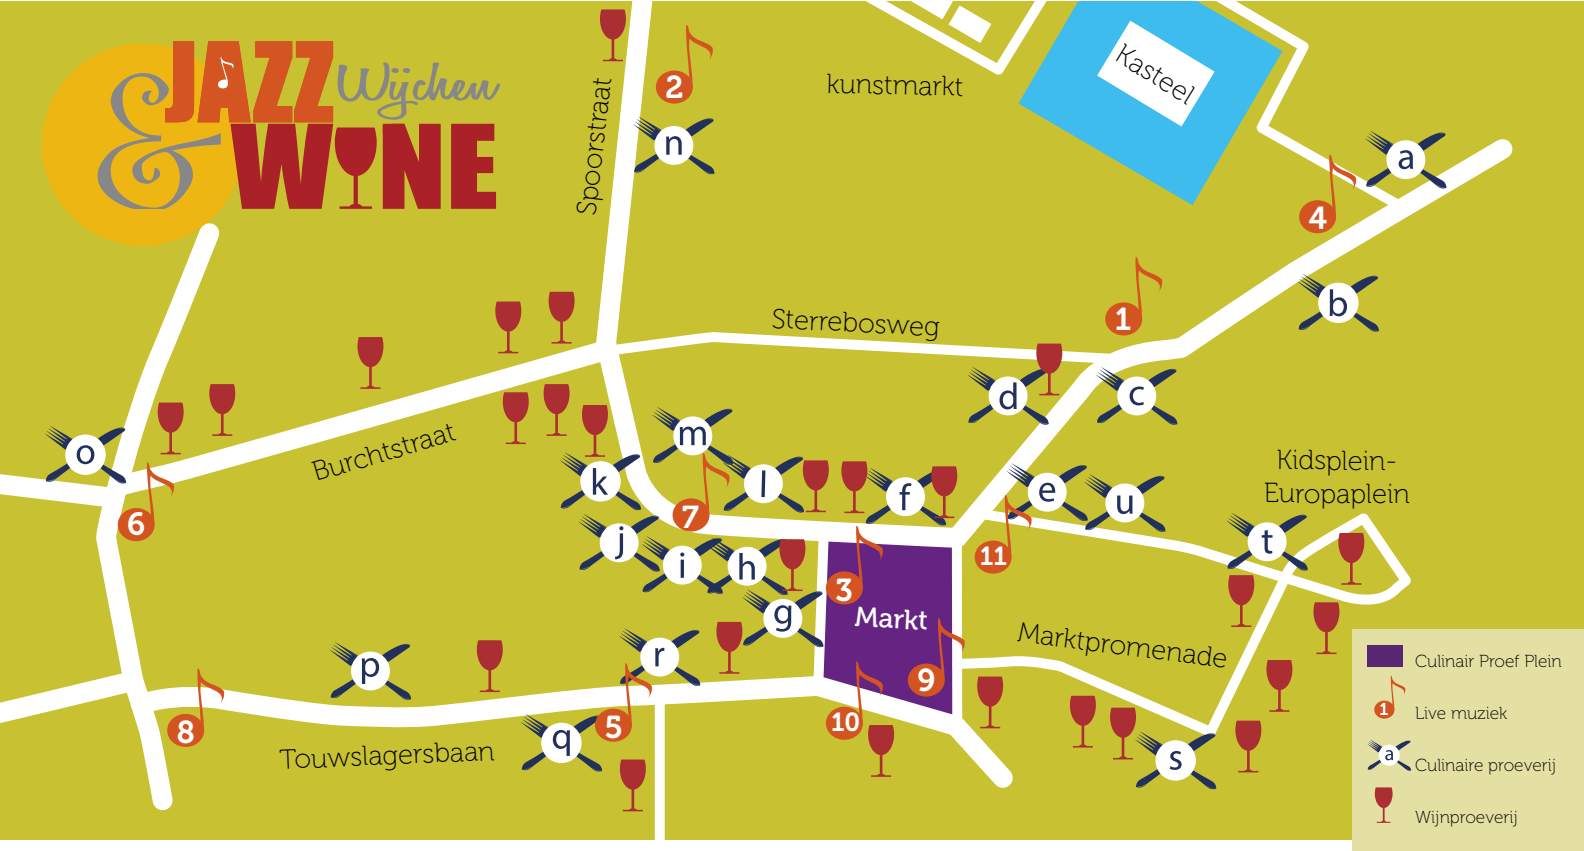 JAZZ
Wijchen
&
WINE
Spoorstraat
2
n
kunstmarkt
Kasteel
a
4
b
1
Sterrebosweg
d
c
o
Burchtstraat
6
m
k
l
f
7
e
u
Kidsplein-
Europaplein
j
i
h
t
11
3
g
Markt
r
p
Marktpromenade
9
8
5
10
q
Touwslagersbaan
s
Culinair Proef Plein
1
Live muziek
a
Culinaire proeverij
Wijnproeverij